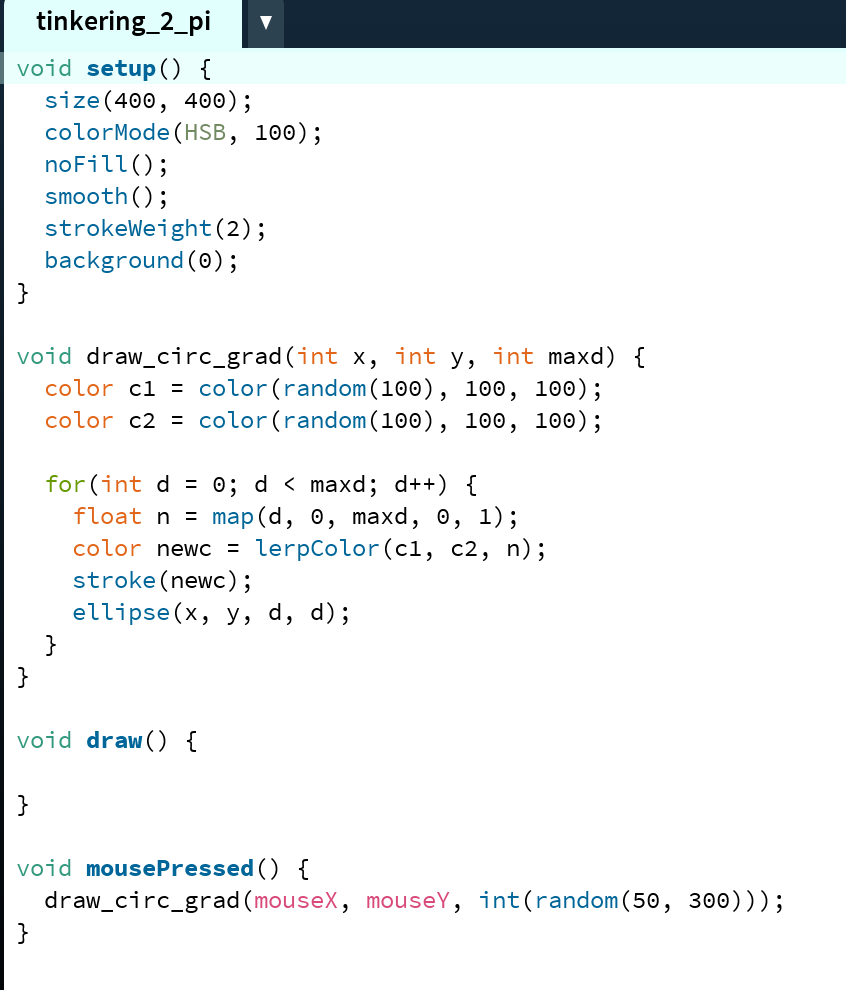 tinkering_2_pi ▼
void setup() {
  size(400, 400);
  colorMode(HSB, 100);
  noFill();
  smooth();
  strokeWeight(2);
  background(0);
}

void draw_circ_grad(int x, int y, int maxd) {
  color c1 = color(random(100), 100, 100);
  color c2 = color(random(100), 100, 100);

  for(int d = 0; d < maxd; d++) {
    float n = map(d, 0, maxd, 0, 1);
    color newc = lerpColor(c1, c2, n);
    stroke(newc);
    ellipse(x, y, d, d);
  }
}

void draw() {

}

void mousePressed() {
  draw_circ_grad(mouseX, mouseY, int(random(50, 300)));
}